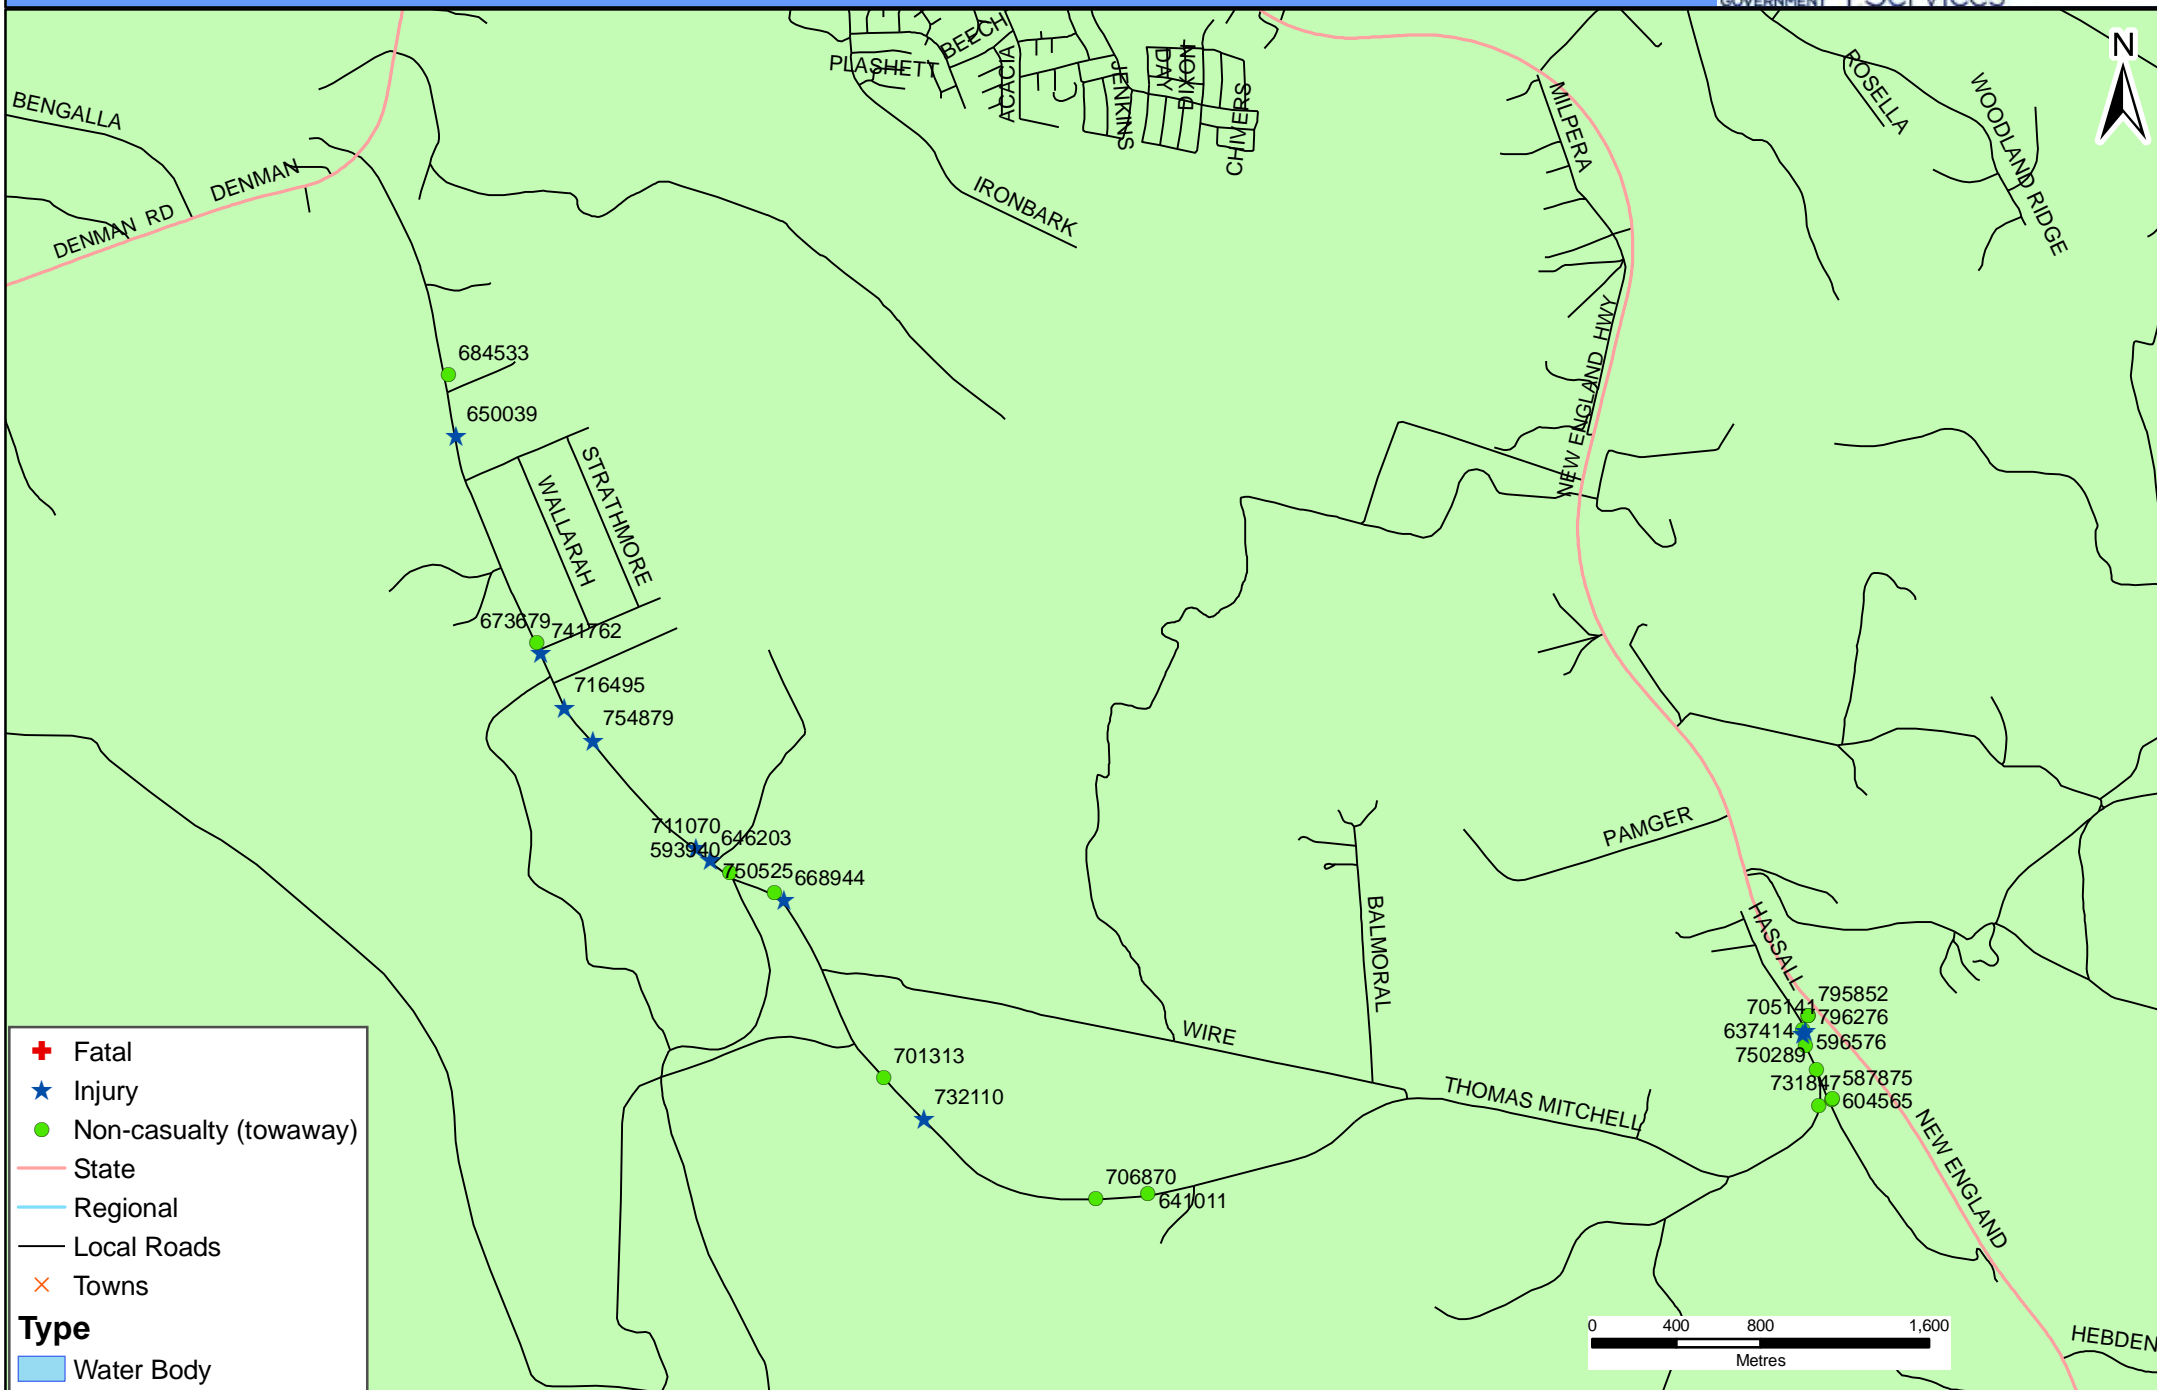 GOVERNMENT
Services
N
BEECH
PLASHETT
ACACIA
JENKINS
DAY
DIXON
CHIVERS
MILPERA
ROSELLA
WOODLAND RIDGE
BENGALLA
DENMAN
DENMAN RD
IRONBARK
NEW ENGLAND HWY
684533
650039
STRATHMORE
WALLARAH
673679
741762
716495
754879
711070
646203
593940
750525
668944
PAMGER
BALMORAL
HASSALL
795852
705141
796276
637414
596576
750289
731847
587875
604565
WIRE
THOMAS MITCHELL
NEW ENGLAND
701313
732110
706870
641011
HEBDEN
Fatal
Injury
Non-casualty (towaway)
State
Regional
Local Roads
Towns
Type
Water Body
0 400 800 1,600
Metres